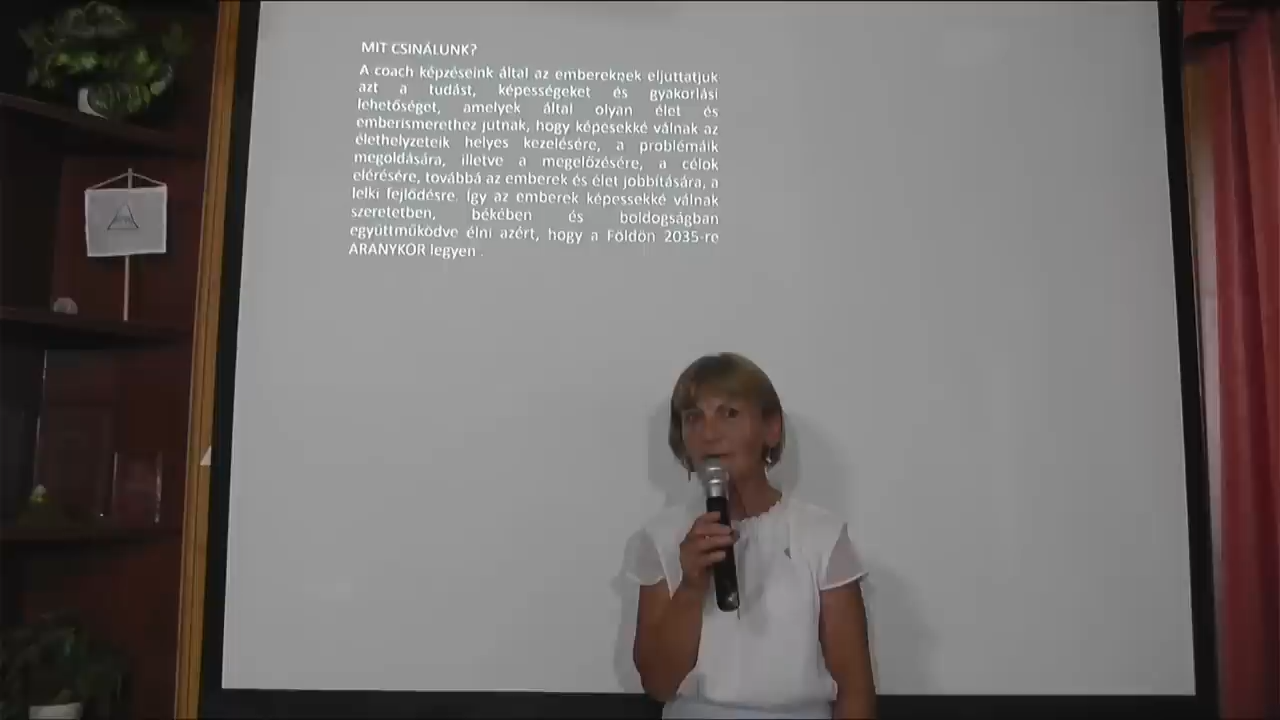 MIT CSINÁLUNK?
A coach képzéseink által az embereknek eljuttatjuk
azt a tudást, képességeket és gyakorlási
lehetőséget, amelyek által olyan élet és
emberismerethez jutnak, hogy képesekké válnak az
élethelyzeteik helyes kezelésére, a problémáik
megoldására, illetve a megelőzésére, a célok
elérésére, továbbá az emberek és élet jobbítására, a
lelki fejlődésre. Így az emberek képessekké válnak
szeretetben, békében és boldogságban
együttműködve élni azért, hogy a Földön 2035-re
ARANYKOR legyen .